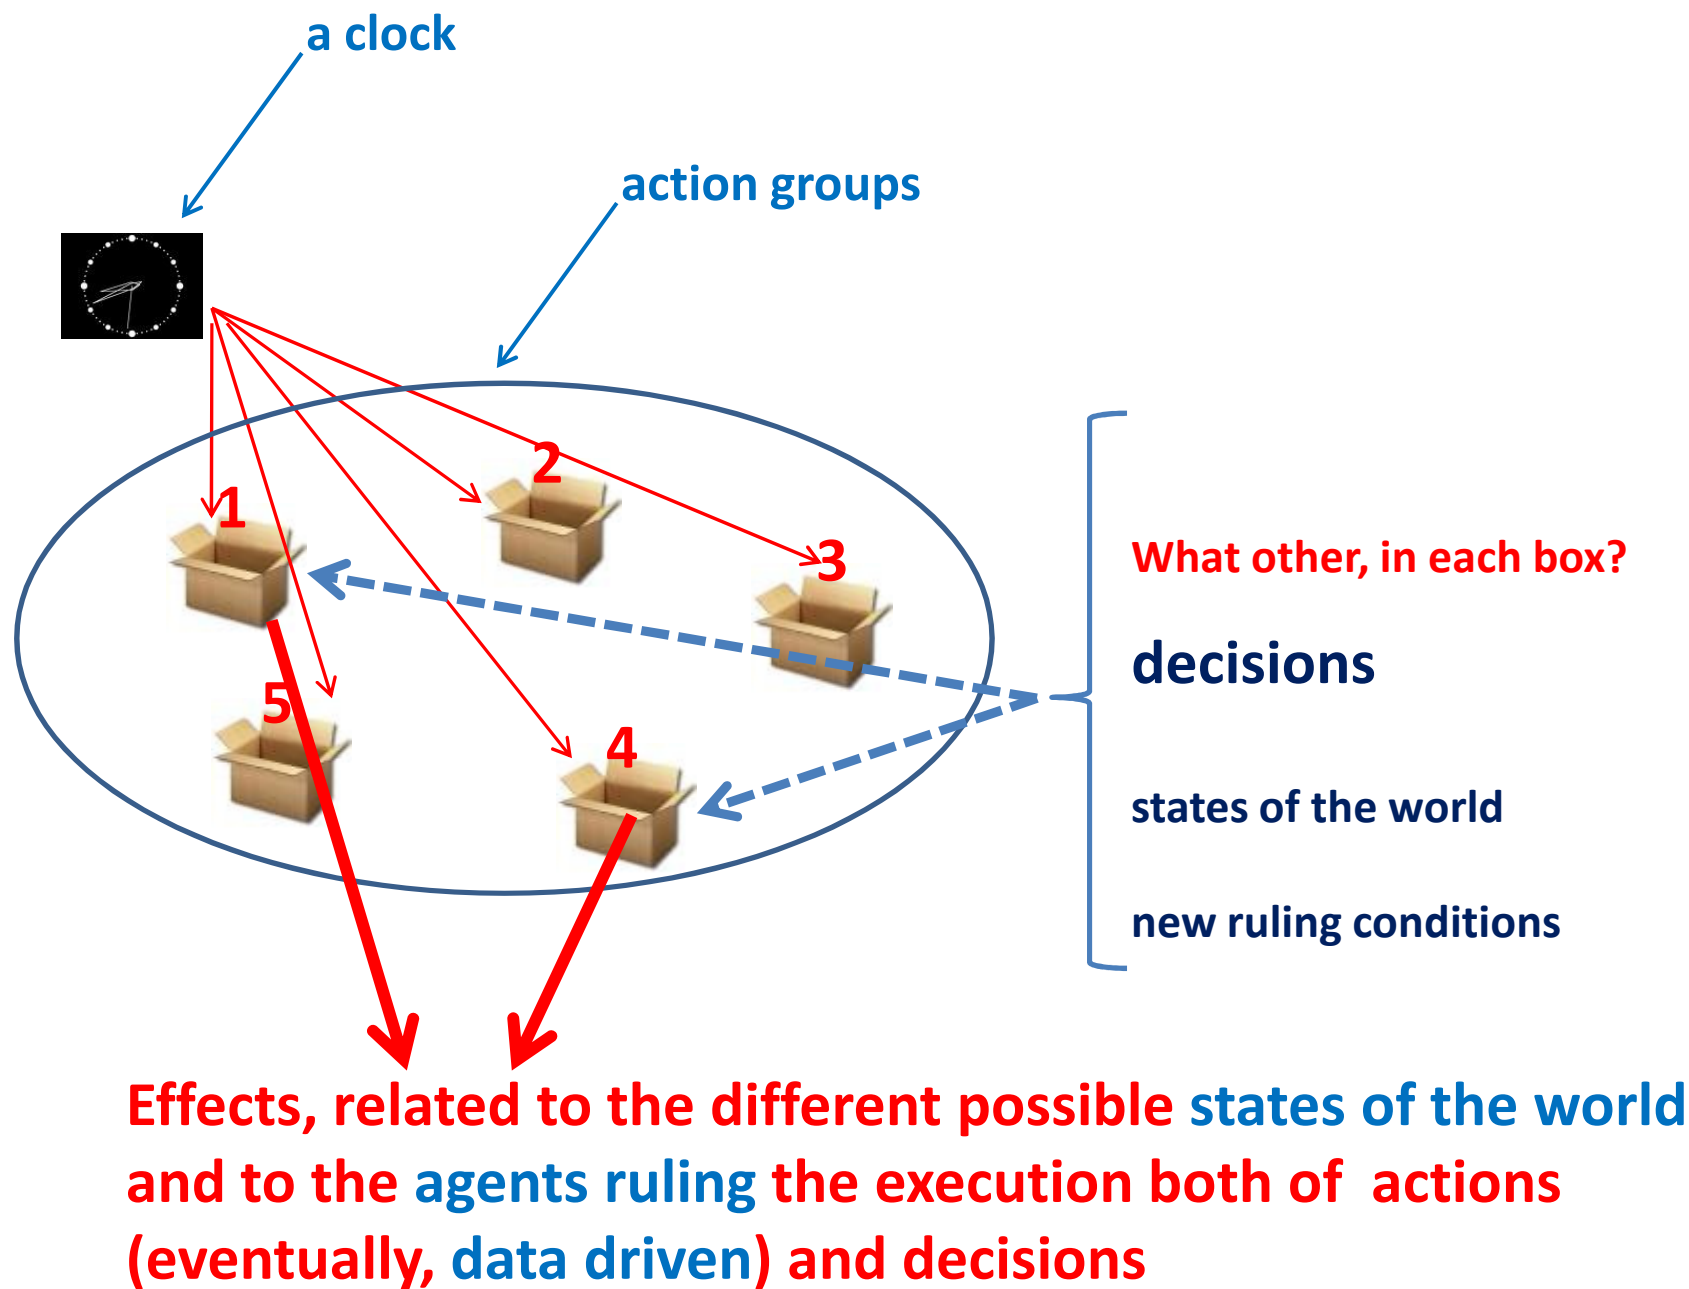 a clock
action groups
2
1
3
What other, in each box?
decisions
5
4
states of the world
new ruling conditions
Effects, related to the different possible states of the world
and to the agents ruling the execution both of actions
(eventually, data driven) and decisions